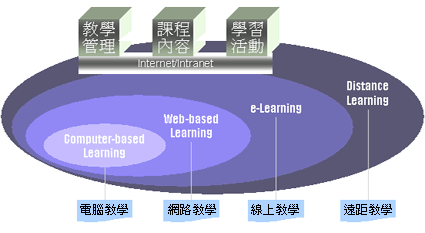 教學
管理
課程
內容
學習
活動
Internet/Intranet
Distance
Learning
e-Learning
Web-based
Learning
Computer-based
Learning
電腦教學
網路教學
線上教學
遠距教學